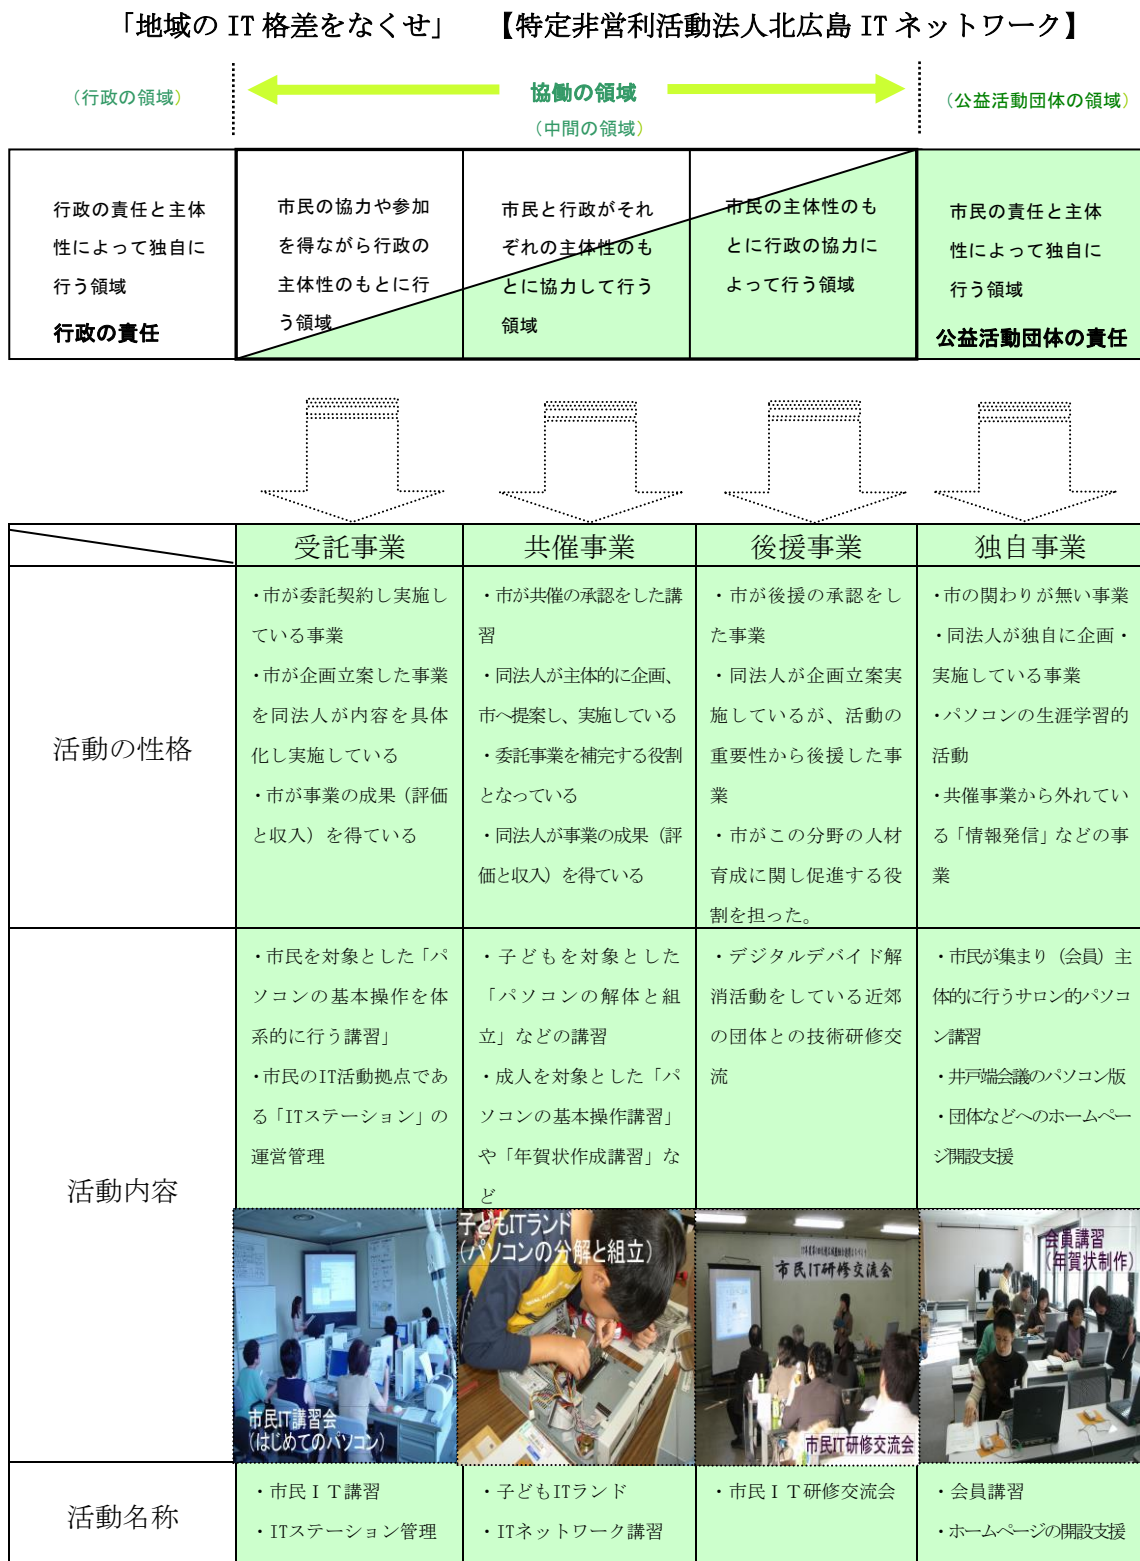 「地域の IT 格差をなくせ」　【特定非営利活動法人北広島 IT ネットワーク】
（行政の領域）
協働の領域
（中間の領域）
（公益活動団体の領域）
行政の責任と主体
性によって独自に
行う領域
行政の責任
市民の協力や参加
を得ながら行政の
主体性のもとに行
う領域
市民と行政がそれ
ぞれの主体性のも
とに協力して行う
領域
市民の主体性のも
とに行政の協力に
よって行う領域
市民の責任と主体
性によって独自に
行う領域
公益活動団体の責任
受託事業
共催事業
後援事業
独自事業
活動の性格
・市が委託契約し実施し
ている事業
・市が企画立案した事業
を同法人が内容を具体
化し実施している
・市が事業の成果（評価
と収入）を得ている
・市が共催の承認をした講
習
・同法人が主体的に企画、
市へ提案し、実施している
・委託事業を補完する役割
となっている
・同法人が事業の成果（評
価と収入）を得ている
・市が後援の承認をし
た事業
・同法人が企画立案実
施しているが、活動の
重要性から後援した事
業
・市がこの分野の人材
育成に関し促進する役
割を担った。
・市の関わりが無い事業
・同法人が独自に企画・
実施している事業
・パソコンの生涯学習的
活動
・共催事業から外れてい
る「情報発信」などの事
業
活動内容
・市民を対象とした「パ
ソコンの基本操作を体
系的に行う講習」
・市民のIT活動拠点であ
る「ITステーション」の
運営管理
・子どもを対象とした
「パソコンの解体と組
立」などの講習
・成人を対象とした「パ
ソコンの基本操作講習」
や「年賀状作成講習」な
ど
・デジタルデバイド解
消活動をしている近郊
の団体との技術研修交
流
・市民が集まり（会員）主
体的に行うサロン的パソコ
ン講習
・井戸端会議のパソコン版
・団体などへのホームペー
ジ開設支援
市民IT講習会
（はじめてのパソコン）
子どもITランド
（パソコンの分解と組立）
市民IT研修交流会
市民IT研修交流会
会員講習
（年賀状制作）
活動名称
・市民ＩＴ講習
・ITステーション管理
・子どもITランド
・ITネットワーク講習
・市民ＩＴ研修交流会
・会員講習
・ホームページの開設支援